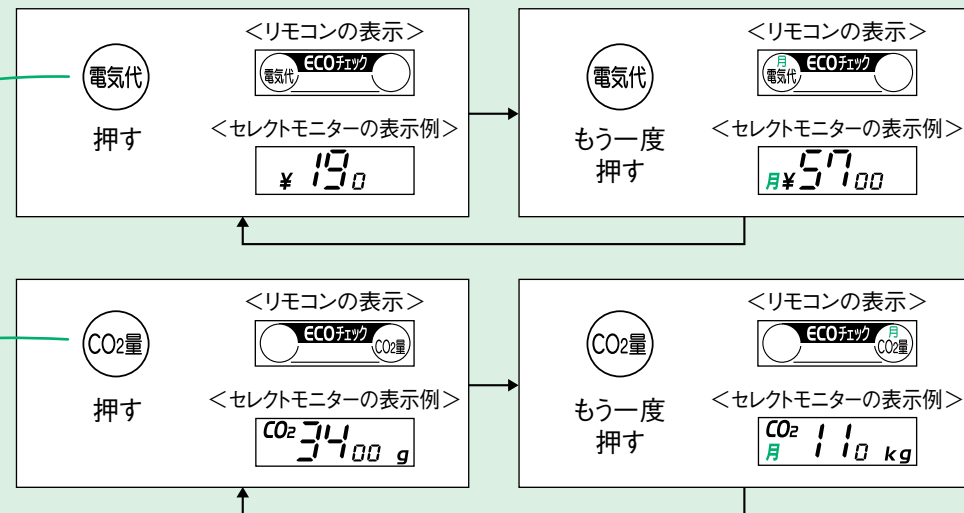 電気代
押す
<リモコンの表示>
電気代 ECOチェック
<セレクトモニターの表示例>
¥ 190
電気代
もう一度
押す
<リモコンの表示>
月 電気代 ECOチェック
<セレクトモニターの表示例>
月¥5700
CO2量
押す
<リモコンの表示>
ECOチェック CO2量
<セレクトモニターの表示例>
CO2 3400 g
CO2量
もう一度
押す
<リモコンの表示>
ECOチェック 月 CO2量
<セレクトモニターの表示例>
CO2 月 110 kg